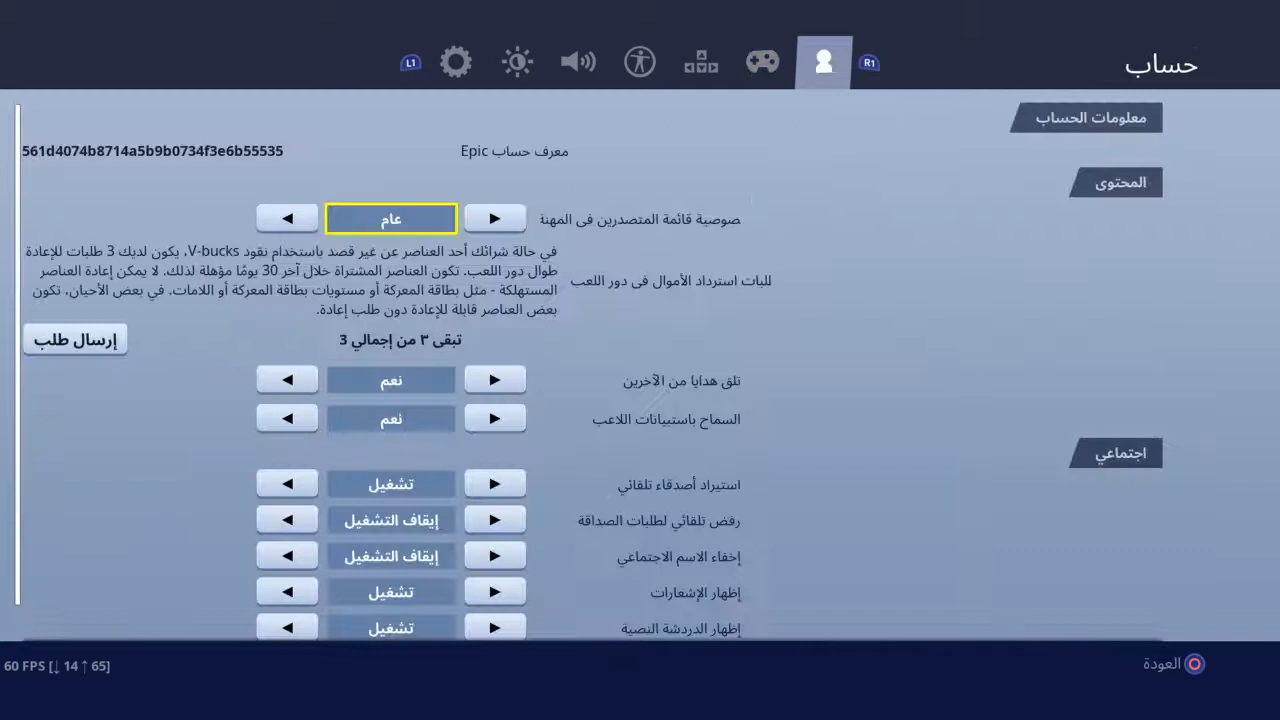 L1
R1
حساب
معلومات الحساب
معرف حساب Epic
561d4074b8714a5b9b0734f3e6b55535
المحتوى
صوصية قائمة المتصدرين في المهنة
عام
للبات استرداد الأموال في دور اللعب
في حالة شرائك أحد العناصر عن غير قصد باستخدام نقود V-bucks، يكون لديك 3 طلبات للإعادة
طوال دور اللعب. تكون العناصر المشتراة خلال آخر 30 يومًا مؤهلة لذلك. لا يمكن إعادة العناصر
المستهلكة - مثل بطاقة المعركة أو مستويات بطاقة المعركة أو اللامات. في بعض الأحيان، تكون
بعض العناصر قابلة للإعادة دون طلب إعادة.
تبقى ٣ من إجمالي 3
إرسال طلب
تلق هدايا من الآخرين
نعم
السماح باستبيانات اللاعب
نعم
اجتماعي
استيراد أصدقاء تلقائي
تشغيل
رفض تلقائي لطلبات الصداقة
إيقاف التشغيل
إخفاء الاسم الاجتماعي
إيقاف التشغيل
إظهار الإشعارات
تشغيل
إظهار الدردشة النصية
تشغيل
العودة
60 FPS [↓ 14 ↑ 65]